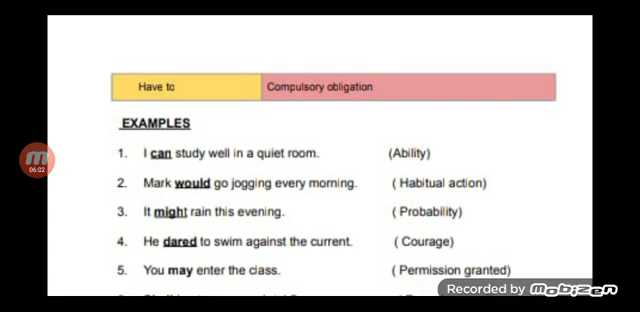 Have to Compulsory obligation
EXAMPLES
1. I can study well in a quiet room. (Ability)
2. Mark would go jogging every morning. ( Habitual action)
3. It might rain this evening. ( Probability)
4. He dared to swim against the current. ( Courage)
5. You may enter the class. ( Permission granted)
06:02
Recorded by mobizen